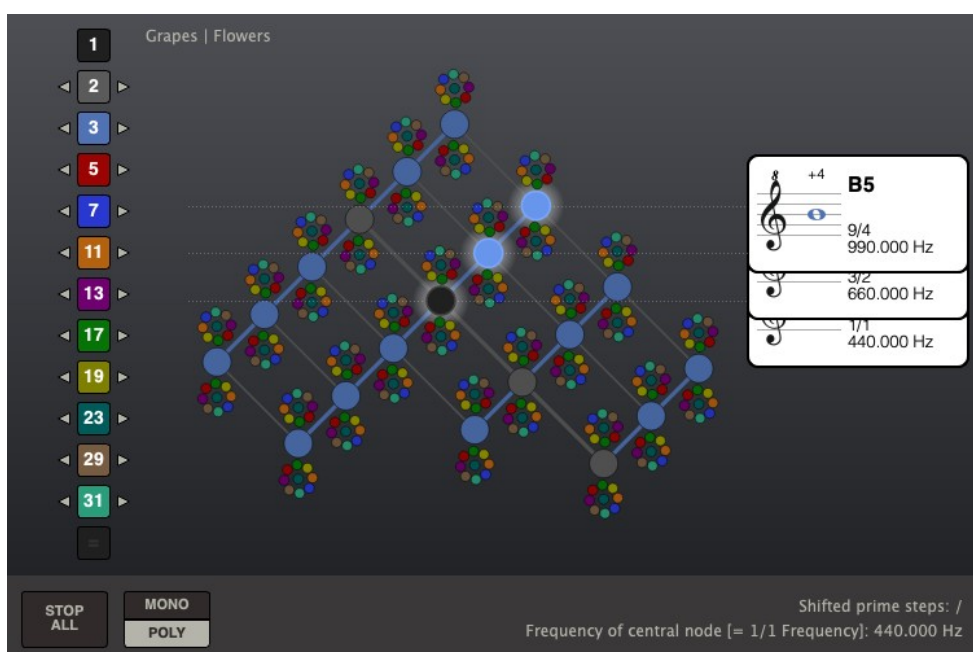 Grapes | Flowers
1
2
3
5
7
11
13
17
19
23
29
31
=
8
+4
B5
9/4
990.000 Hz
3/2
660.000 Hz
1/1
440.000 Hz
STOP
ALL
MONO
POLY
Shifted prime steps: /
Frequency of central node [= 1/1 Frequency]: 440.000 Hz